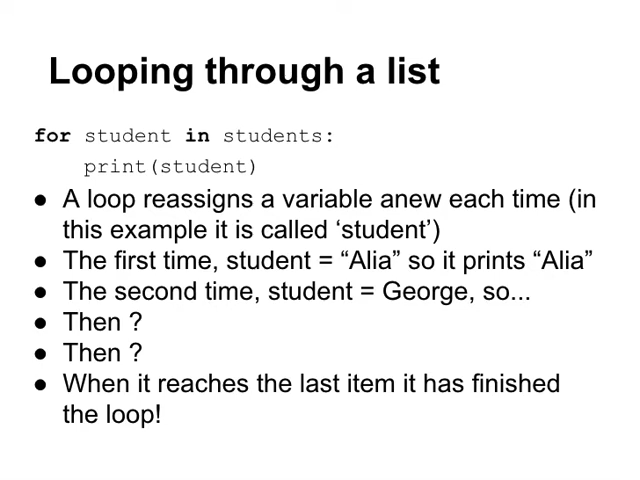 Looping through a list
for student in students:
    print(student)
● A loop reassigns a variable anew each time (in
this example it is called ‘student’)
● The first time, student = “Alia” so it prints “Alia”
● The second time, student = George, so...
● Then ?
● Then ?
● When it reaches the last item it has finished
the loop!